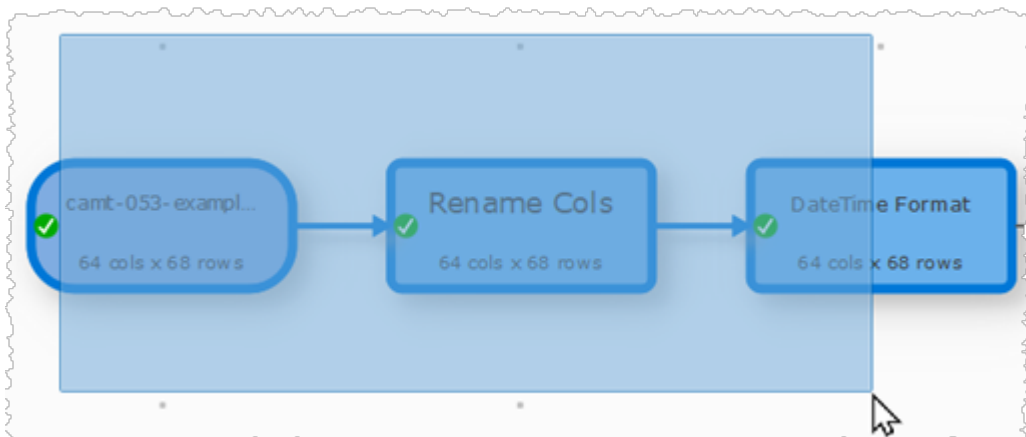 camt-053-exampl...
64 cols x 68 rows
Rename Cols
64 cols x 68 rows
DateTime Format
64 cols x 68 rows